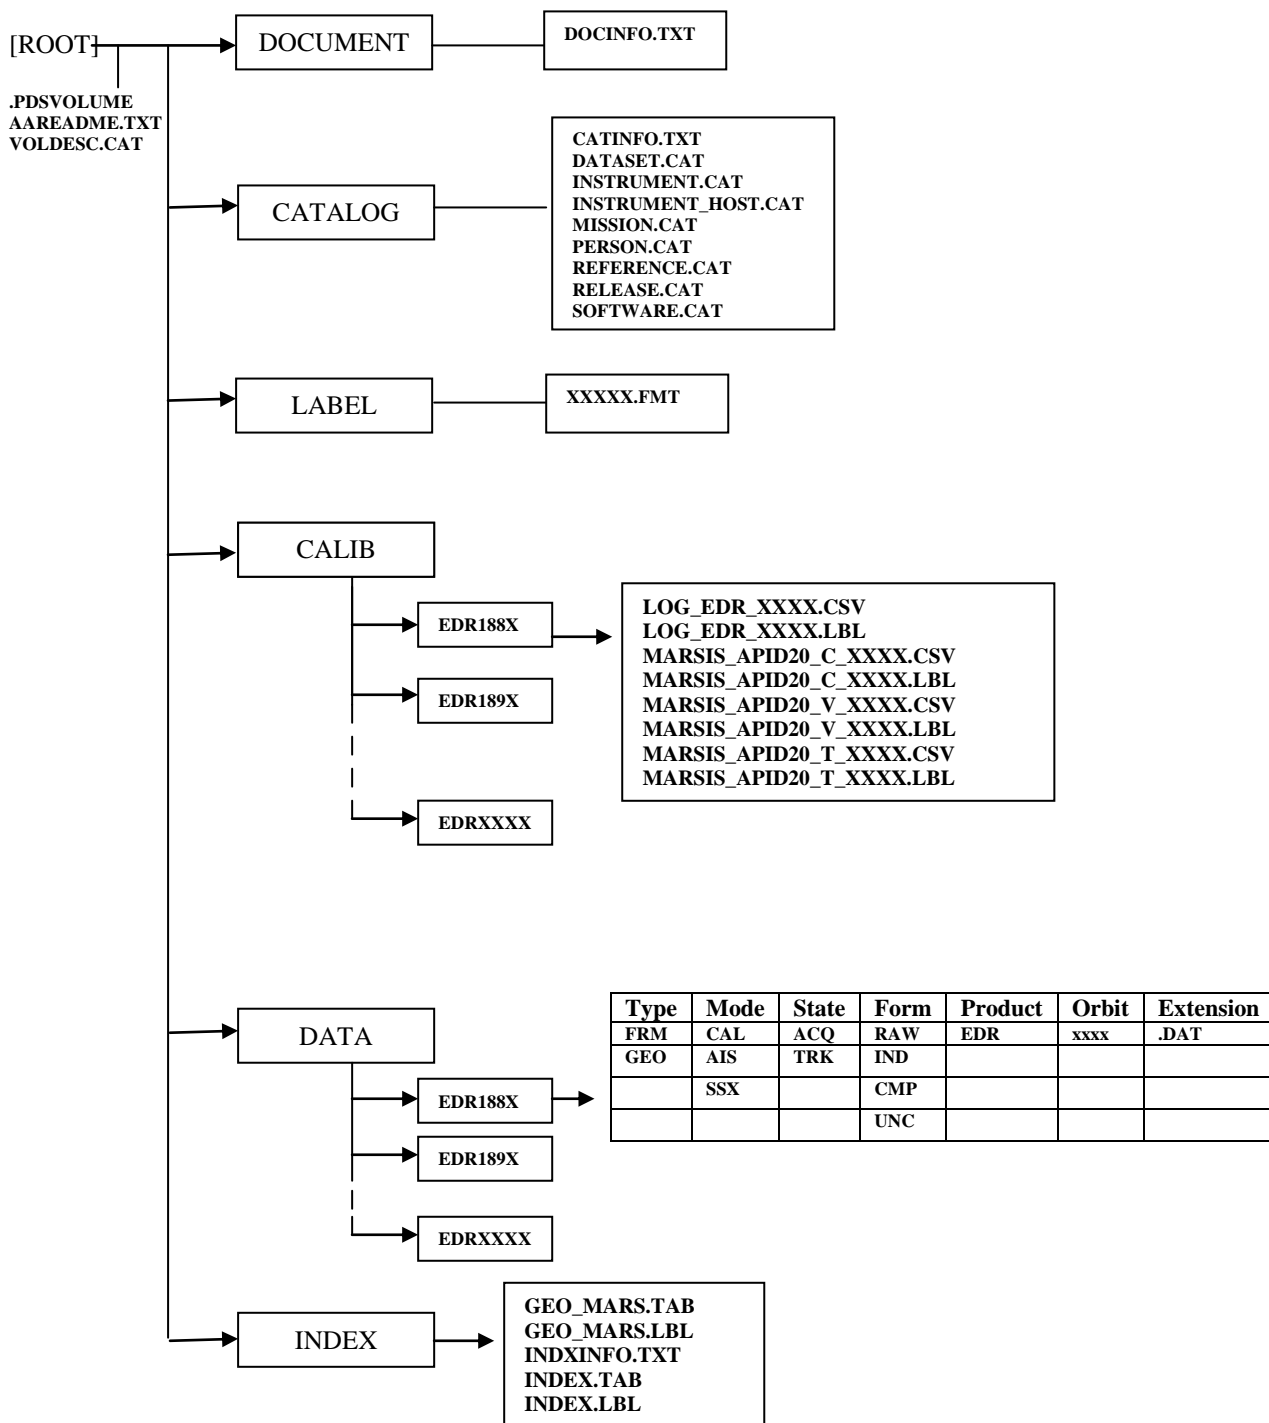 [ROOT]
.PDSVOLUME
AAREADME.TXT
VOLDESC.CAT
DOCUMENT
DOCINFO.TXT
CATALOG
CATINFO.TXT
DATASET.CAT
INSTRUMENT.CAT
INSTRUMENT_HOST.CAT
MISSION.CAT
PERSON.CAT
REFERENCE.CAT
RELEASE.CAT
SOFTWARE.CAT
LABEL
XXXXX.FMT
CALIB
EDR188X
EDR189X
EDRXXXX
LOG_EDR_XXXX.CSV
LOG_EDR_XXXX.LBL
MARSIS_APID20_C_XXXX.CSV
MARSIS_APID20_C_XXXX.LBL
MARSIS_APID20_V_XXXX.CSV
MARSIS_APID20_V_XXXX.LBL
MARSIS_APID20_T_XXXX.CSV
MARSIS_APID20_T_XXXX.LBL
DATA
EDR188X
EDR189X
EDRXXXX
Type Mode State Form Product Orbit Extension
FRM CAL ACQ RAW EDR xxxx .DAT
GEO AIS TRK IND
SSX CMP
UNC
INDEX
GEO_MARS.TAB
GEO_MARS.LBL
INDXINFO.TXT
INDEX.TAB
INDEX.LBL